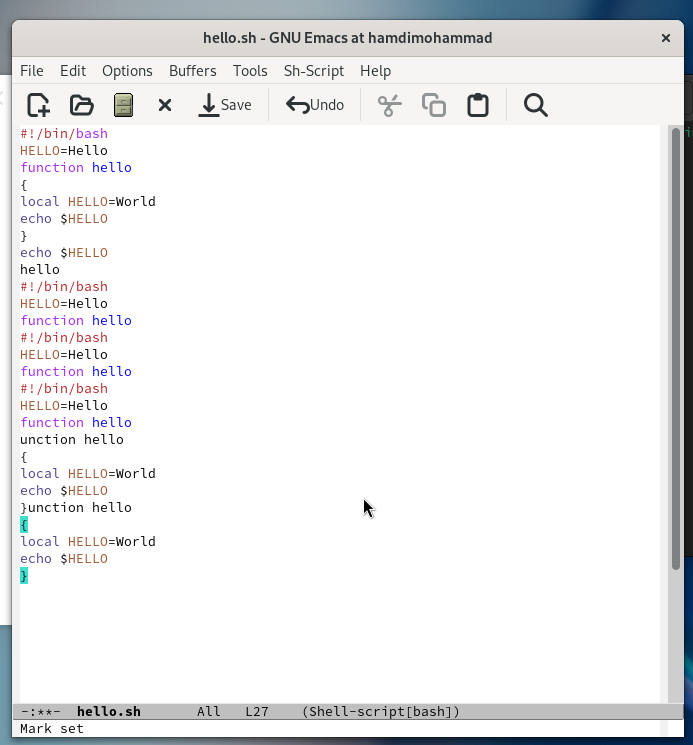 hello.sh - GNU Emacs at hamdimohammad
File Edit Options Buffers Tools Sh-Script Help
Save Undo
#!/bin/bash
HELLO=Hello
function hello
{
local HELLO=World
echo $HELLO
}
echo $HELLO
hello
#!/bin/bash
HELLO=Hello
function hello
#!/bin/bash
HELLO=Hello
function hello
#!/bin/bash
HELLO=Hello
function hello
unction hello
{
local HELLO=World
echo $HELLO
}unction hello
{
local HELLO=World
echo $HELLO
}
-:**- hello.sh All L27 (Shell-script[bash])
Mark set